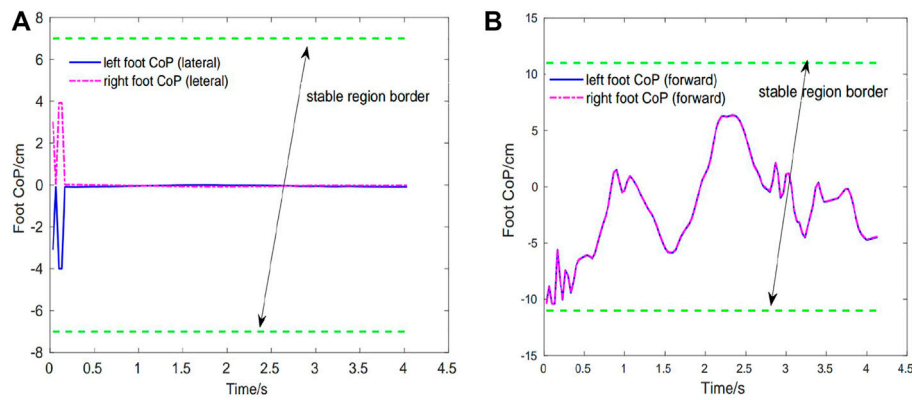 A
8
6
4
2
0
-2
-4
-6
-8
Foot CoP/cm
left foot CoP (lateral)
right foot CoP (leteral)
stable region border
0 0.5 1 1.5 2 2.5 3 3.5 4 4.5
Time/s
B
15
10
5
0
-5
-10
-15
Foot CoP/cm
left foot CoP (forward)
right foot CoP (forward)
stable region border
0 0.5 1 1.5 2 2.5 3 3.5 4 4.5
Time/s